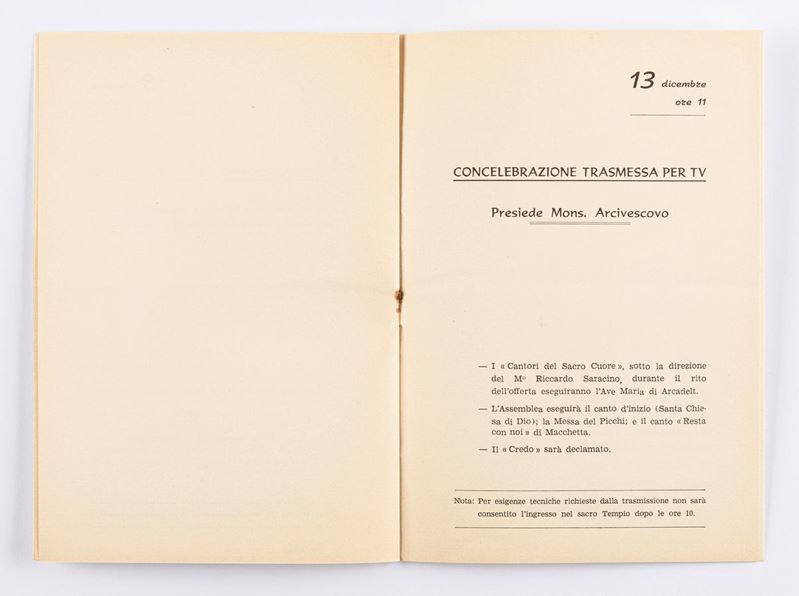 13 dicembre
ore 11
CONCELEBRAZIONE TRASMESSA PER TV
Presiede Mons. Arcivescovo
— I « Cantori del Sacro Cuore », sotto la direzione
del Mº Riccardo Saracino, durante il rito
dell'offerta eseguiranno l'Ave Maria di Arcadelt.
— L'Assemblea eseguirà il canto d'inizio (Santa Chie-
sa di Dio); la Messa del Picchi; e il canto « Resta
con noi » di Macchetta.
— Il « Credo » sarà declamato.
Nota: Per esigenze tecniche richieste dalla trasmissione non sarà
consentito l'ingresso nel sacro Tempio dopo le ore 10.